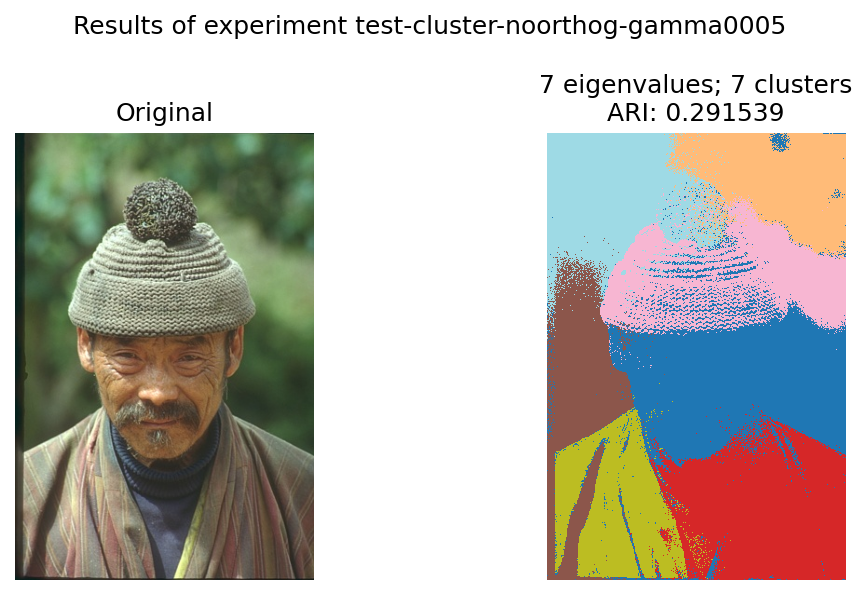 Results of experiment test-cluster-noorthog-gamma0005
Original
7 eigenvalues; 7 clusters
ARI: 0.291539